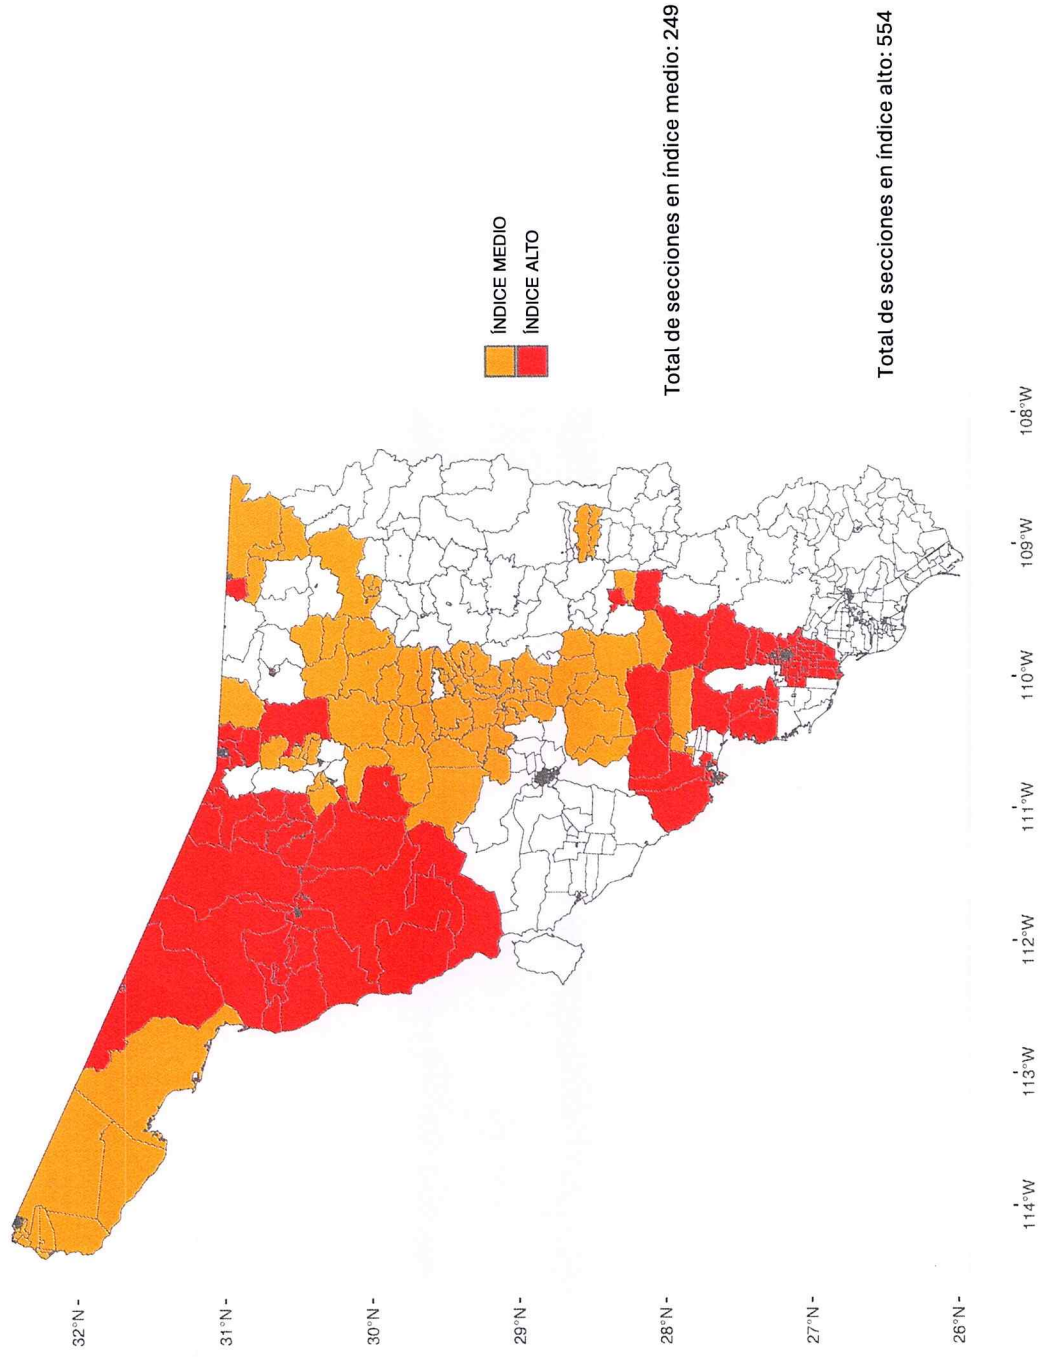 ÍNDICE MEDIO
ÍNDICE ALTO
Total de secciones en índice medio: 249
Total de secciones en índice alto: 554
32°N
31°N
30°N
29°N
28°N
27°N
26°N
114°W
113°W
112°W
111°W
110°W
109°W
108°W